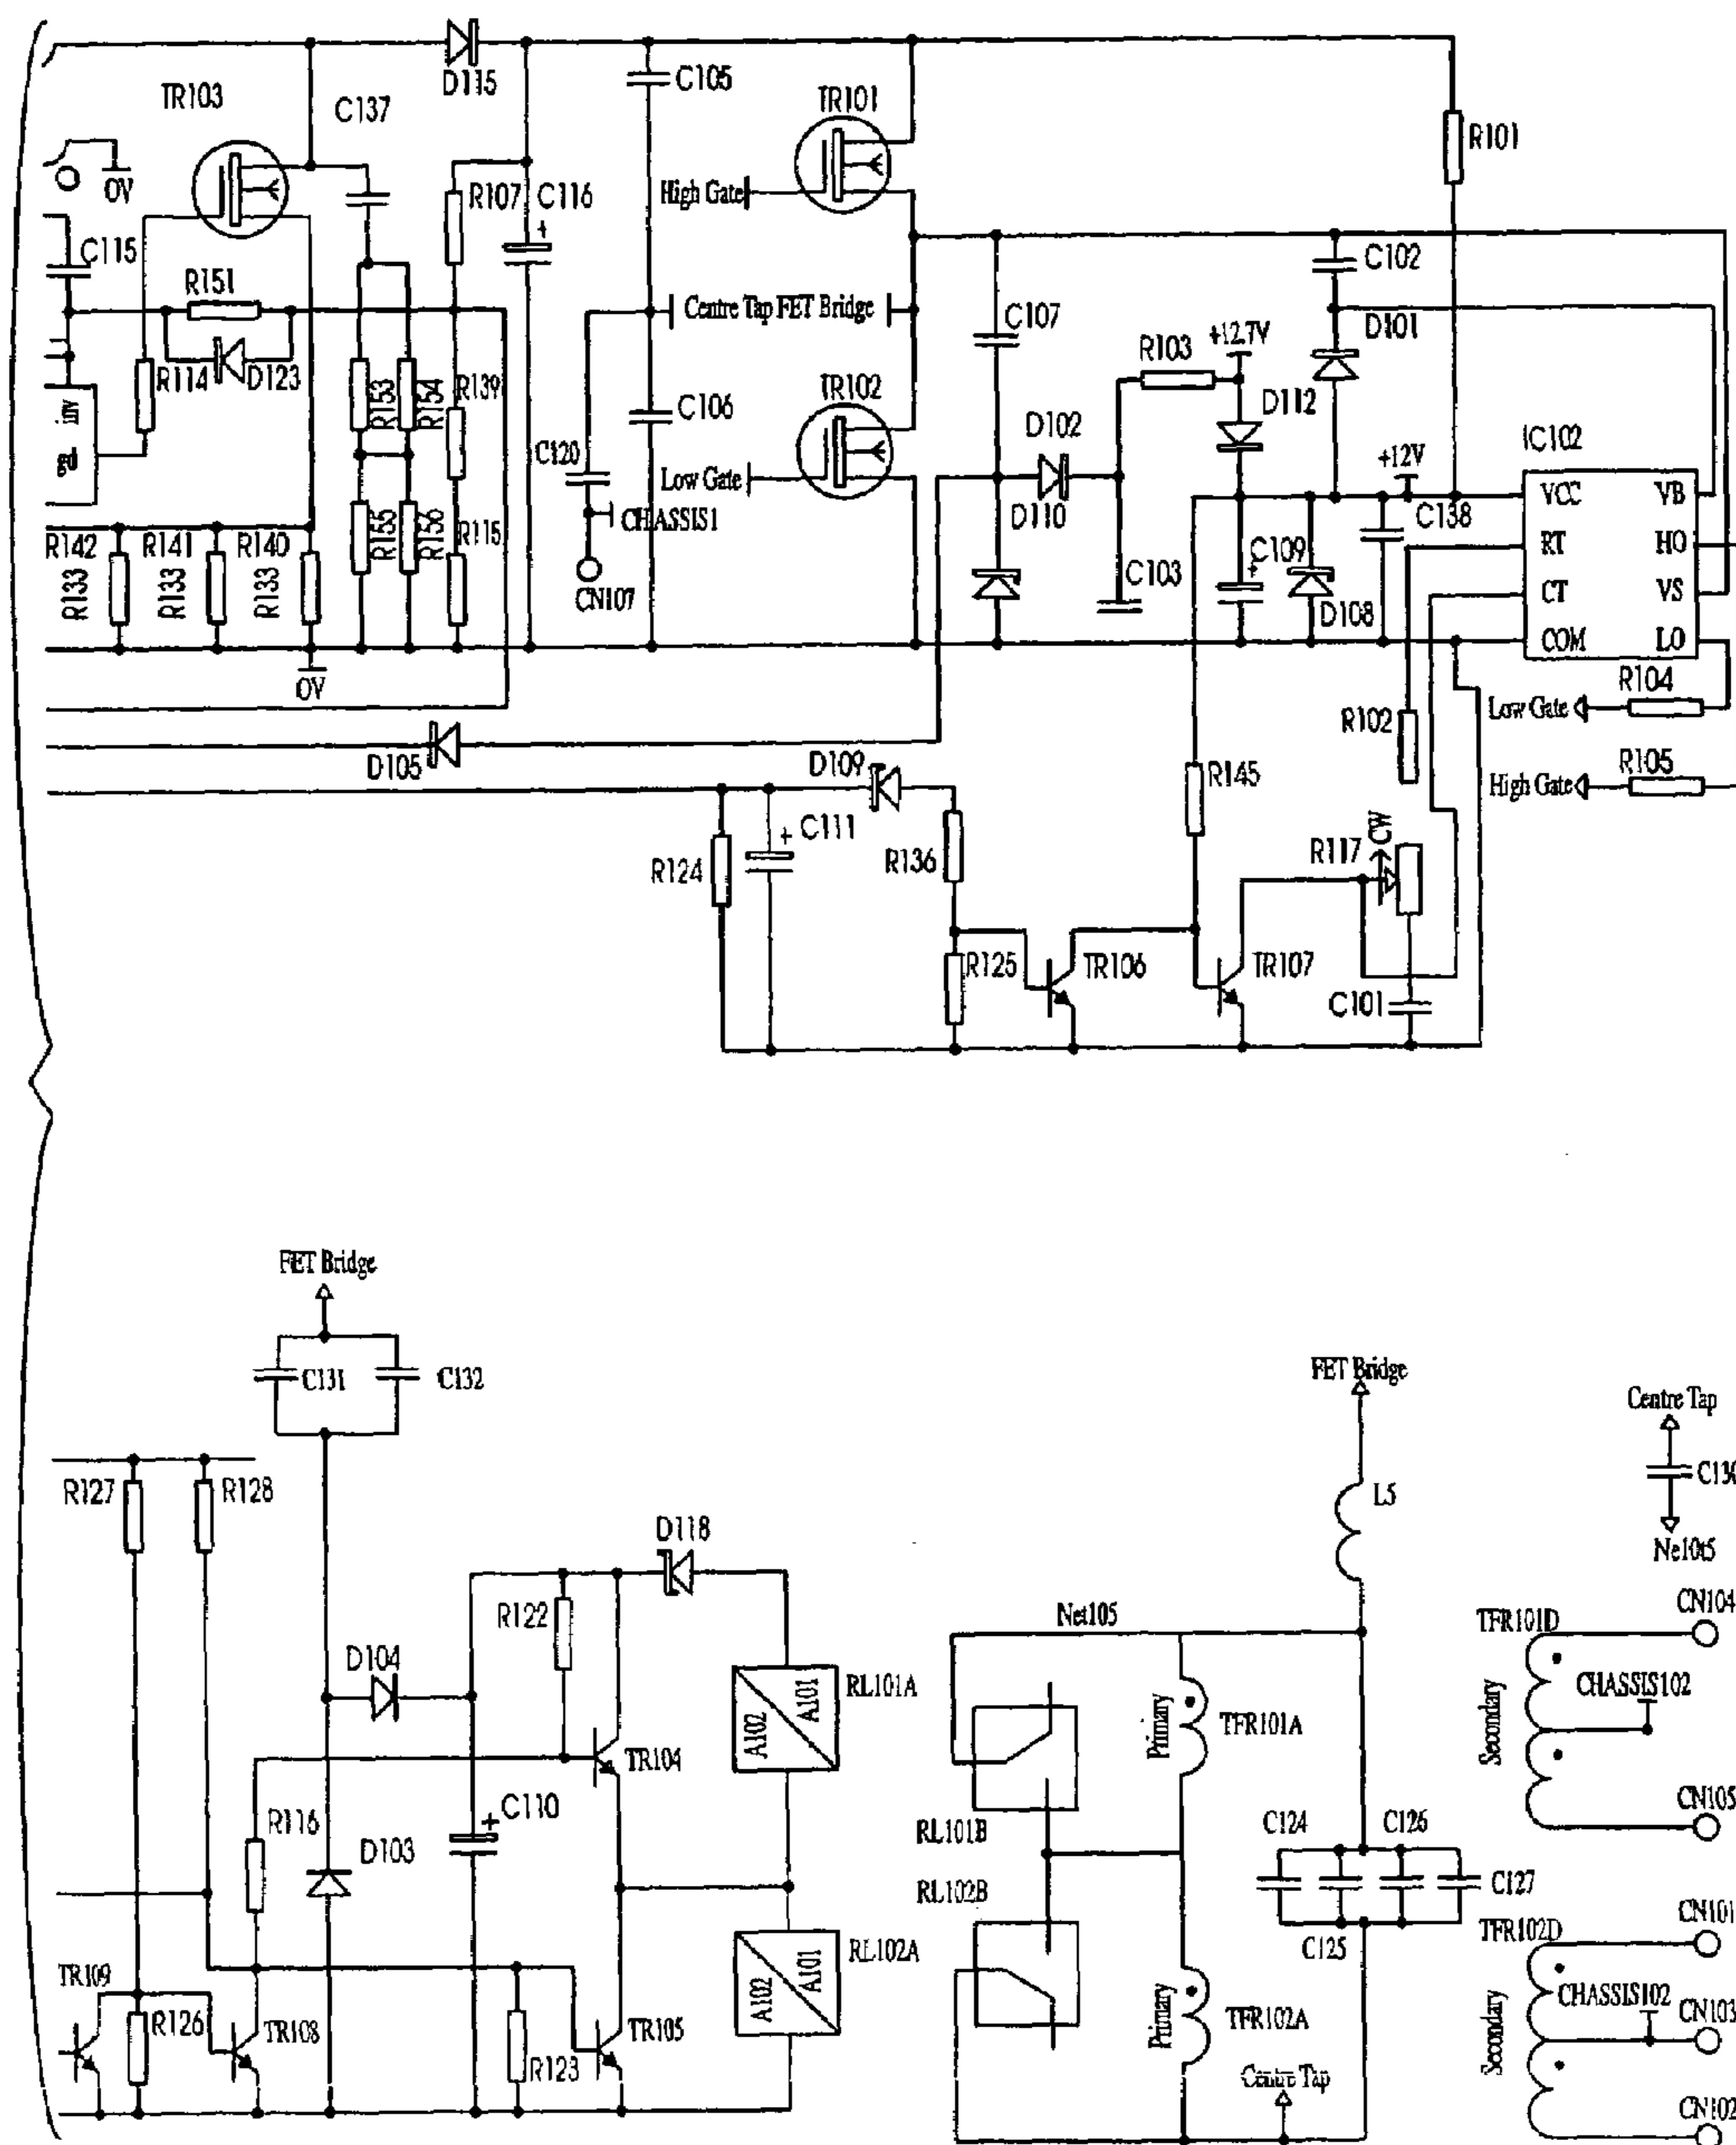 D115
C105
TR103
C137
TR101
R101
0V
R107
C116
+
High Gate
C115
C102
R151
Centre Tap FET Bridge
C107
D101
R103
+12.7V
R114
D123
R153
R154
R139
TR102
D112
C106
inv
gd
D102
IC102
C120
+12V
Low Gate
VCC
VB
R155
R156
CHASSIS1
D110
C138
R142
R141
R140
R115
RT
HO
R133
R133
R133
C103
C109
+
CN107
D108
CT
VS
COM
LO
0V
R104
Low Gate
R102
D105
D109
R145
R105
High Gate
+
C111
R124
R136
R117
CW
R125
TR106
TR107
C101
FET Bridge
C131
C132
FET Bridge
Centre Tap
R127
R128
L5
C130
D118
Ne10t5
R122
Net105
CN104
TFR101D
D104
A101
A102
RL101A
Primary
TFR101A
Secondary
CHASSIS102
TR104
R116
+
C110
CN105
D103
RL101B
C124
C126
RL102B
C127
CN101
C125
TFR102D
TR109
A101
A102
RL102A
CHASSIS102
CN103
R126
TR108
TR105
Primary
TFR102A
Secondary
R123
Centre Tap
CN102